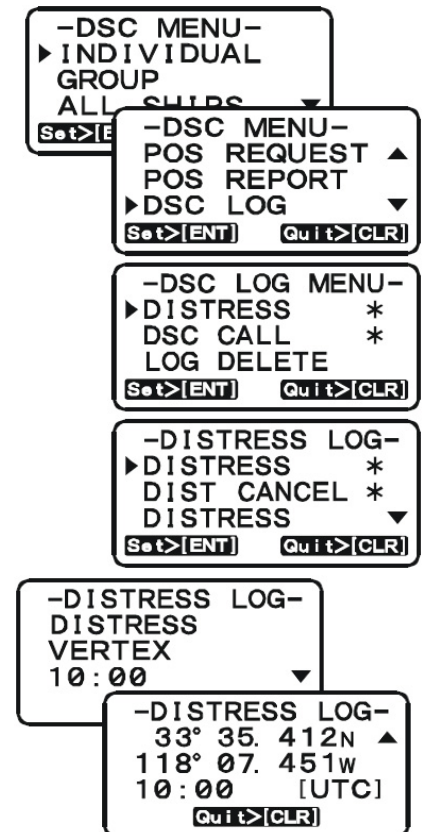 -DSC MENU-
▶INDIVIDUAL
GROUP
ALL SHIPS ▼
Set>[E
-DSC MENU-
POS REQUEST ▲
POS REPORT
▶DSC LOG ▼
Set>[ENT] Quit>[CLR]
-DSC LOG MENU-
▶DISTRESS *
DSC CALL *
LOG DELETE
Set>[ENT] Quit>[CLR]
-DISTRESS LOG-
▶DISTRESS *
DIST CANCEL *
DISTRESS ▼
Set>[ENT] Quit>[CLR]
-DISTRESS LOG-
DISTRESS
VERTEX
10:00 ▼
-DISTRESS LOG-
33° 35. 412N ▲
118° 07. 451W
10:00 [UTC]
Quit>[CLR]